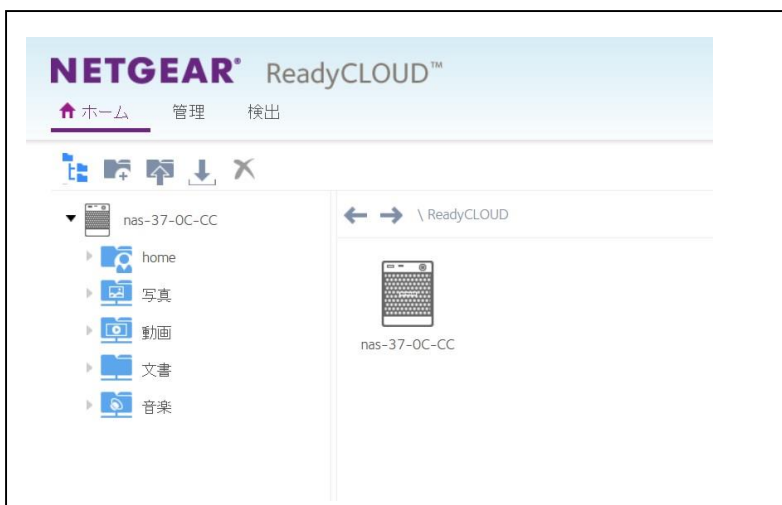 NETGEAR® ReadyCLOUD™
ホーム 管理 検出
nas-37-0C-CC
home
写真
動画
文書
音楽
\ ReadyCLOUD
nas-37-0C-CC